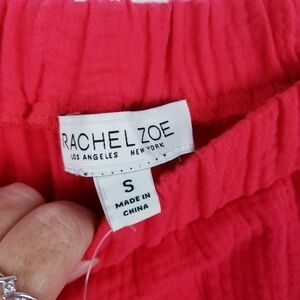 RACHEL ZOE
LOS ANGELES NEW YORK
S
MADE IN
CHINA